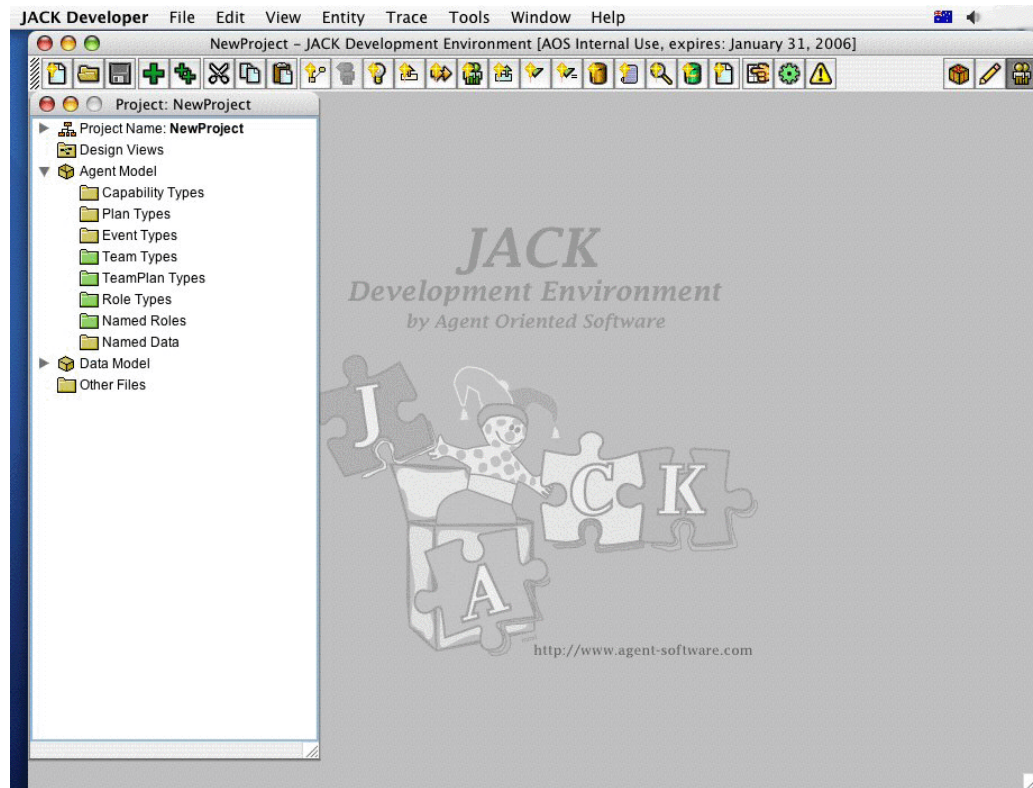 JACK Developer File Edit View Entity Trace Tools Window Help
NewProject – JACK Development Environment [AOS Internal Use, expires: January 31, 2006]
Project: NewProject
Project Name: NewProject
Design Views
Agent Model
Capability Types
Plan Types
Event Types
Team Types
TeamPlan Types
Role Types
Named Roles
Named Data
Data Model
Other Files
JACK
Development Environment
by Agent Oriented Software
J
A
C
K
http://www.agent-software.com